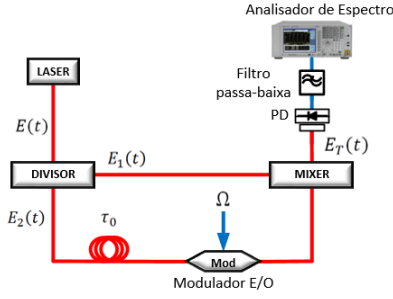 Analisador de Espectro
LASER
Filtro
passa-baixa
PD
E(t)
E_T(t)
E_1(t)
DIVISOR
MIXER
E_2(t)
τ_0
Ω
Mod
Modulador E/O